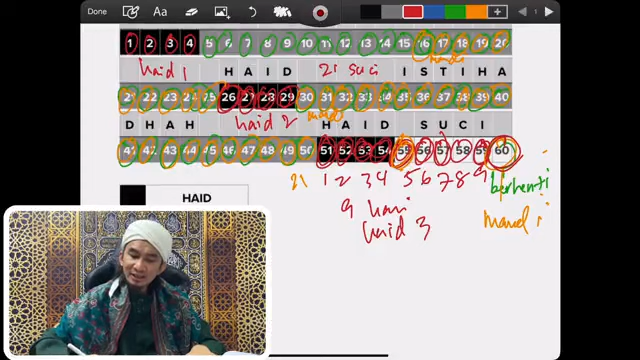 1 2 3 4 5 6 7 8 9 10 11 12 13 14 15 16 17 18 19 20
haid 1 H A I D 21 suci I S T I H A
mandi
21 22 23 24 25 26 27 28 29 30 31 32 33 34 35 36 37 38 39 40
D H A H haid 2 H A I D S U C I
mandi
41 42 43 44 45 46 47 48 49 50 51 52 53 54 55 56 57 58 59 60
21 1 2 3 4 5 6 7 8 9 berhenti
HAID 9 hari mandi
haid 3